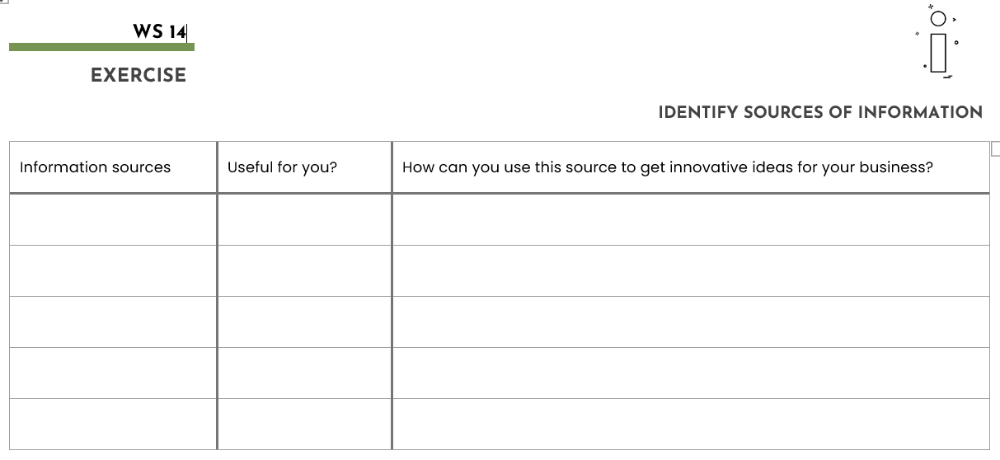 WS 14
EXERCISE
IDENTIFY SOURCES OF INFORMATION
Information sources
Useful for you?
How can you use this source to get innovative ideas for your business?